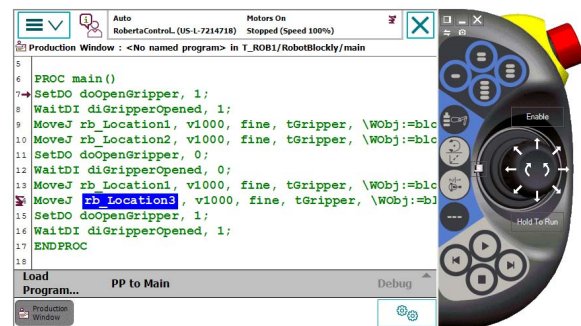 Auto
Motors On
RobertaControl.. (US-L-7214718)
Stopped (Speed 100%)
Production Window : <No named program> in T_ROB1/RobotBlockly/main
5
6 PROC main()
7 SetDO doOpenGripper, 1;
8 WaitDI diGripperOpened, 1;
9 MoveJ rb_Location1, v1000, fine, tGripper, \WObj:=blo
10 MoveJ rb_Location2, v1000, fine, tGripper, \WObj:=blo
11 SetDO doOpenGripper, 0;
12 WaitDI diGripperOpened, 0;
13 MoveJ rb_Location1, v1000, fine, tGripper, \WObj:=blo
MoveJ rb_Location3, v1000, fine, tGripper, \WObj:=bl
15 SetDO doOpenGripper, 1;
16 WaitDI diGripperOpened, 1;
17 ENDPROC
18
Load
Program...
PP to Main
Debug
Production
Window
Enable
Hold To Run